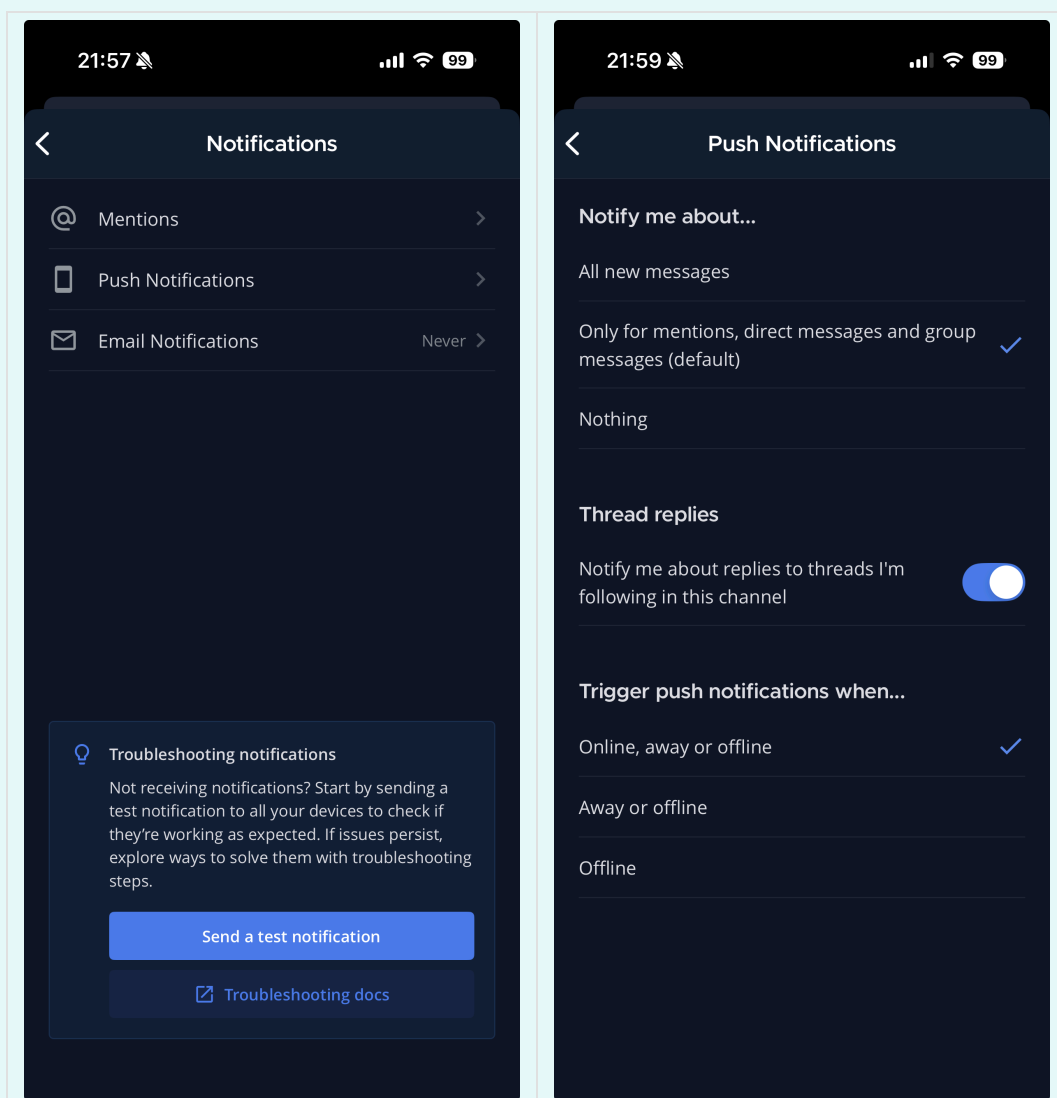 21:57
99
Notifications
Mentions
Push Notifications
Email Notifications
Never
Troubleshooting notifications
Not receiving notifications? Start by sending a
test notification to all your devices to check if
they’re working as expected. If issues persist,
explore ways to solve them with troubleshooting
steps.
Send a test notification
Troubleshooting docs
21:59
99
Push Notifications
Notify me about...
All new messages
Only for mentions, direct messages and group
messages (default)
Nothing
Thread replies
Notify me about replies to threads I'm
following in this channel
Trigger push notifications when...
Online, away or offline
Away or offline
Offline